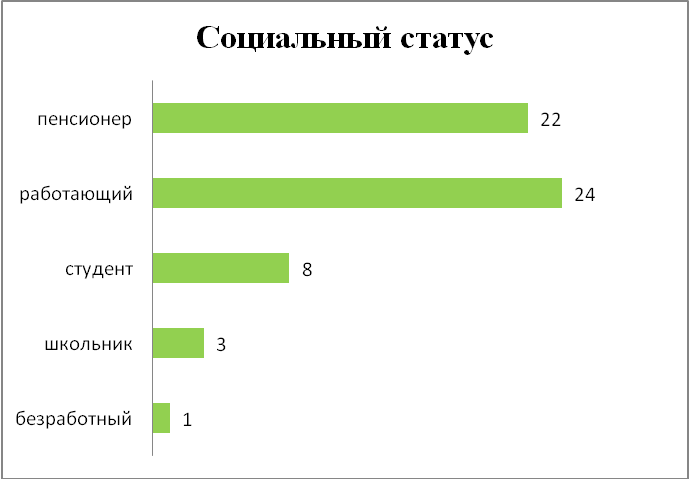 Социальный статус
пенсионер 22
работающий 24
студент 8
школьник 3
безработный 1